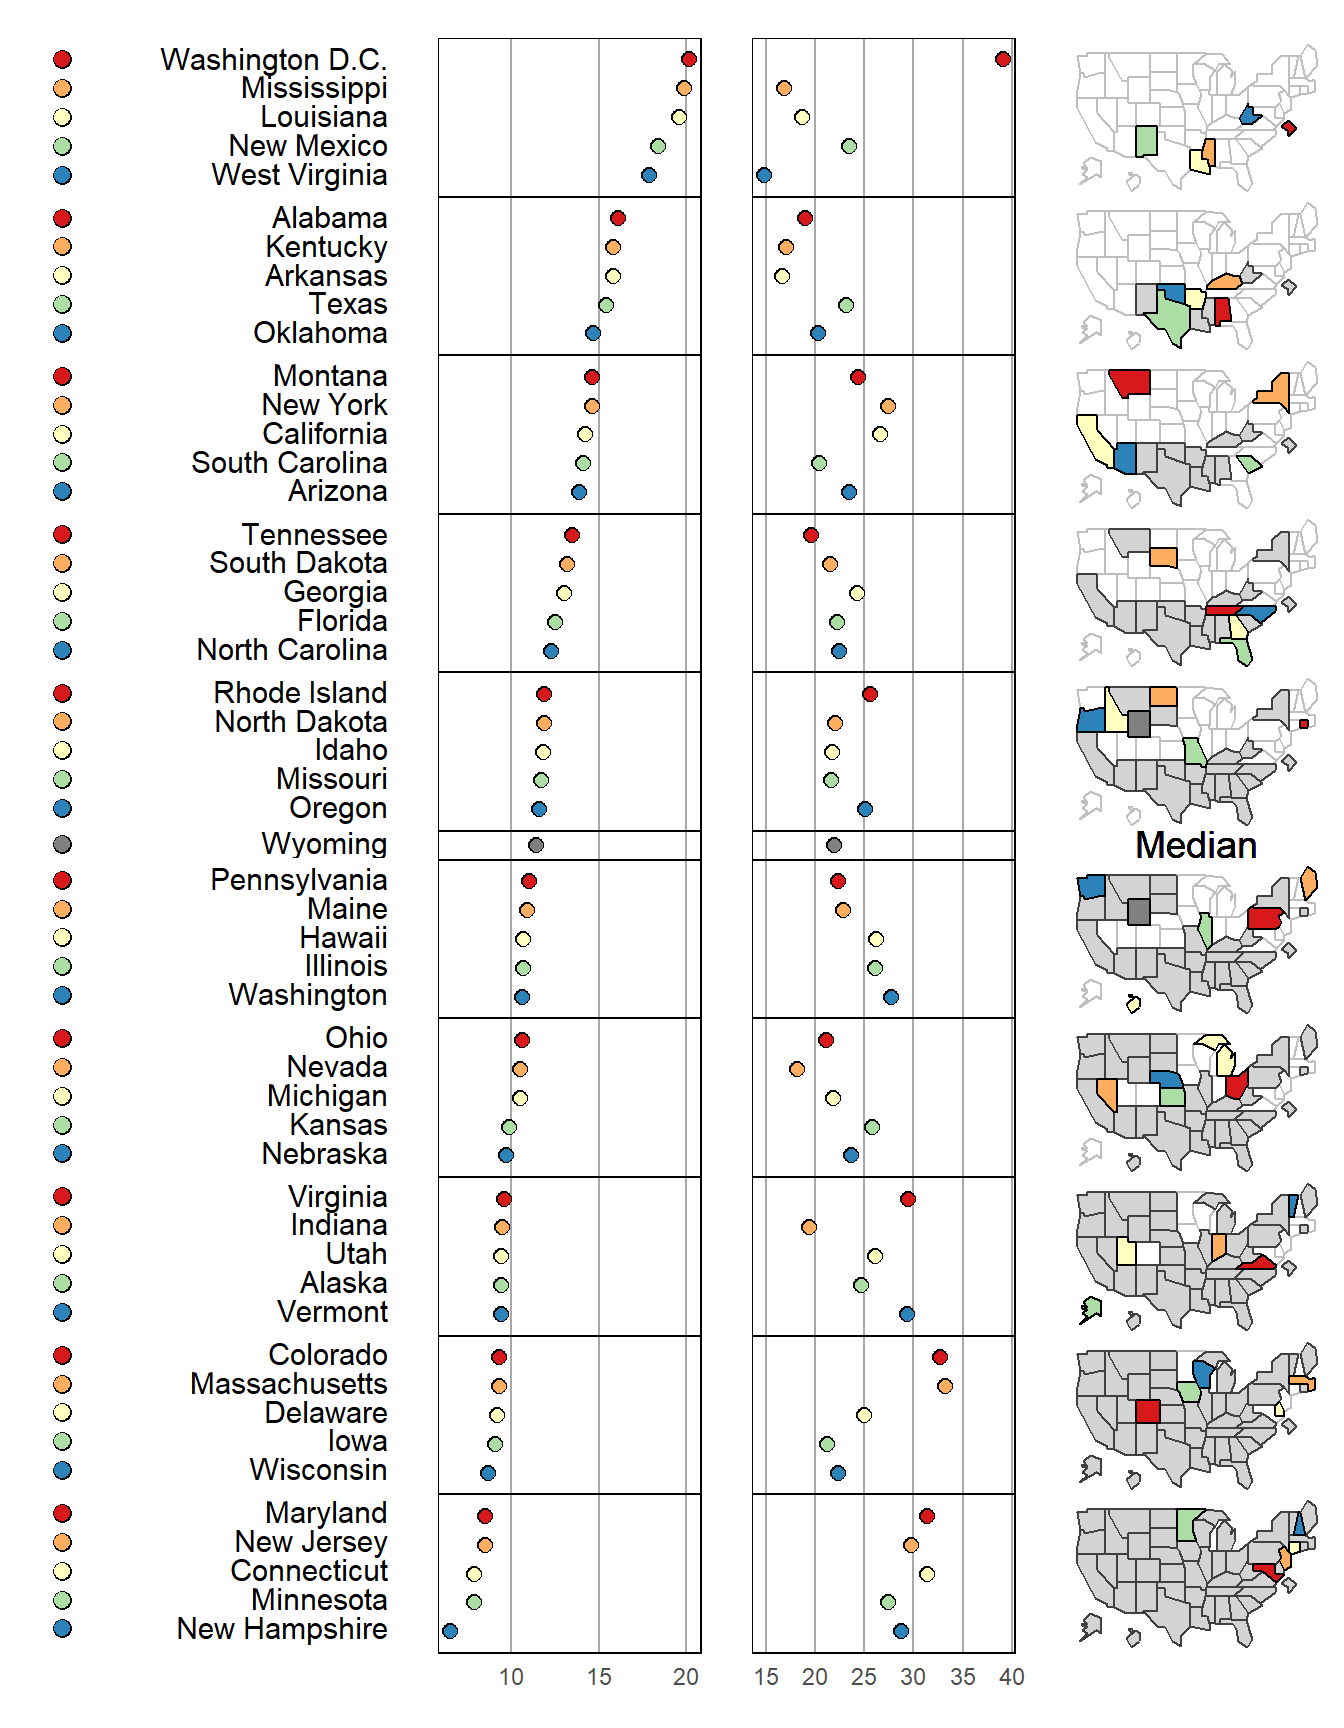 Washington D.C.
Mississippi
Louisiana
New Mexico
West Virginia
Alabama
Kentucky
Arkansas
Texas
Oklahoma
Montana
New York
California
South Carolina
Arizona
Tennessee
South Dakota
Georgia
Florida
North Carolina
Rhode Island
North Dakota
Idaho
Missouri
Oregon
Wyoming Median
Pennsylvania
Maine
Hawaii
Illinois
Washington
Ohio
Nevada
Michigan
Kansas
Nebraska
Virginia
Indiana
Utah
Alaska
Vermont
Colorado
Massachusetts
Delaware
Iowa
Wisconsin
Maryland
New Jersey
Connecticut
Minnesota
New Hampshire
10 15 20 15 20 25 30 35 40